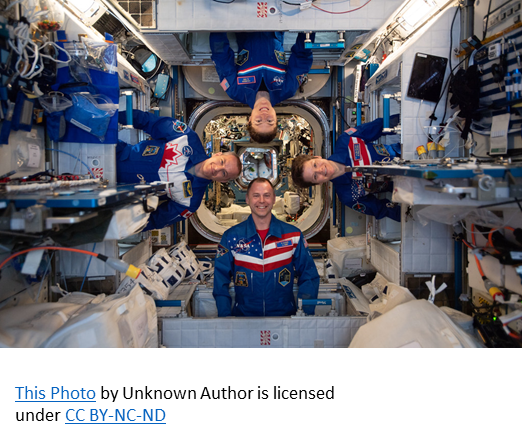 This Photo by Unknown Author is licensed
under CC BY-NC-ND